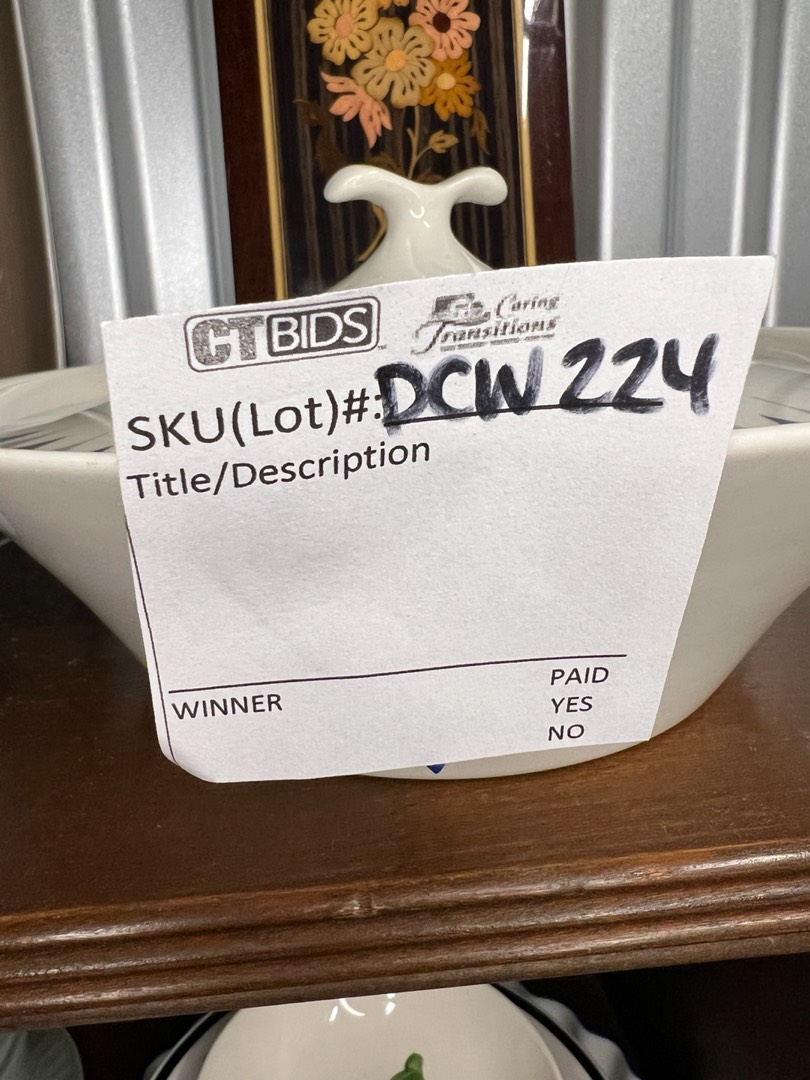 CTBIDS
Caring
Transitions
SKU(Lot)#: DCW 224
Title/Description
WINNER
PAID
YES
NO